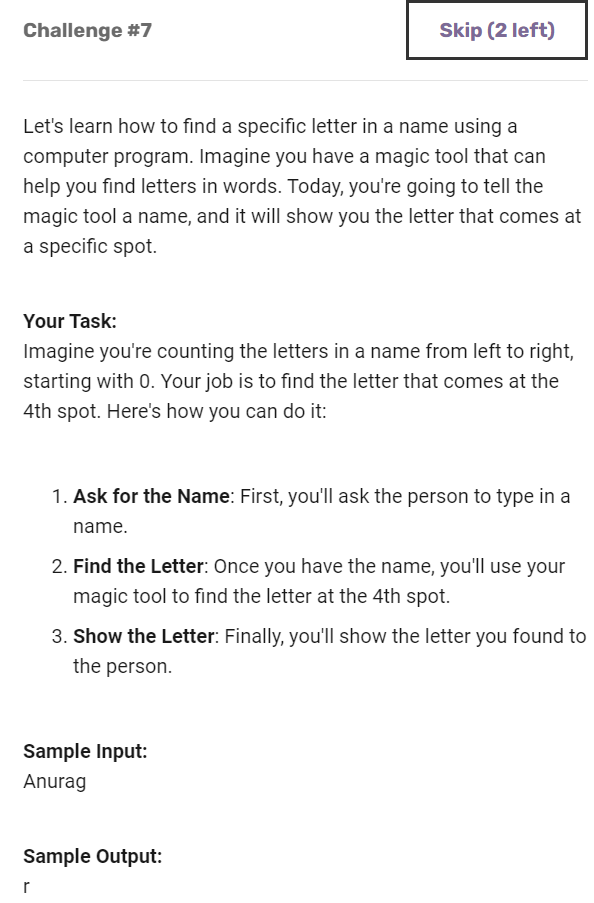 Challenge #7
Skip (2 left)
Let's learn how to find a specific letter in a name using a
computer program. Imagine you have a magic tool that can
help you find letters in words. Today, you're going to tell the
magic tool a name, and it will show you the letter that comes at
a specific spot.
Your Task:
Imagine you're counting the letters in a name from left to right,
starting with 0. Your job is to find the letter that comes at the
4th spot. Here's how you can do it:
1. Ask for the Name: First, you'll ask the person to type in a
name.
2. Find the Letter: Once you have the name, you'll use your
magic tool to find the letter at the 4th spot.
3. Show the Letter: Finally, you'll show the letter you found to
the person.
Sample Input:
Anurag
Sample Output:
r